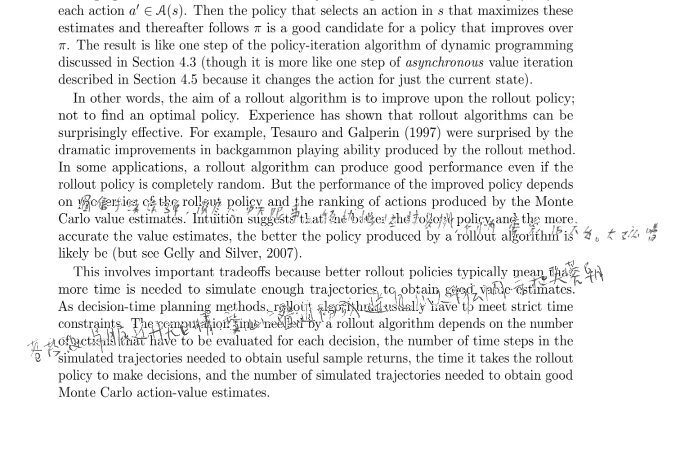 each action a′ ∈ A(s). Then the policy that selects an action in s that maximizes these
estimates and thereafter follows π is a good candidate for a policy that improves over
π. The result is like one step of the policy-iteration algorithm of dynamic programming
discussed in Section 4.3 (though it is more like one step of asynchronous value iteration
described in Section 4.5 because it changes the action for just the current state).
In other words, the aim of a rollout algorithm is to improve upon the rollout policy;
not to find an optimal policy. Experience has shown that rollout algorithms can be
surprisingly effective. For example, Tesauro and Galperin (1997) were surprised by the
dramatic improvements in backgammon playing ability produced by the rollout method.
In some applications, a rollout algorithm can produce good performance even if the
rollout policy is completely random. But the performance of the improved policy depends
on properties of the rollout policy and the ranking of actions produced by the Monte
Carlo value estimates. Intuition suggests that the better the rollout policy and the more
accurate the value estimates, the better the policy produced by a rollout algorithm is
likely be (but see Gelly and Silver, 2007).
This involves important tradeoffs because better rollout policies typically mean that
more time is needed to simulate enough trajectories to obtain good value estimates.
As decision-time planning methods, rollout algorithms usually have to meet strict time
constraints. The computation time needed by a rollout algorithm depends on the number
of actions that have to be evaluated for each decision, the number of time steps in the
simulated trajectories needed to obtain useful sample returns, the time it takes the rollout
policy to make decisions, and the number of simulated trajectories needed to obtain good
Monte Carlo action-value estimates.